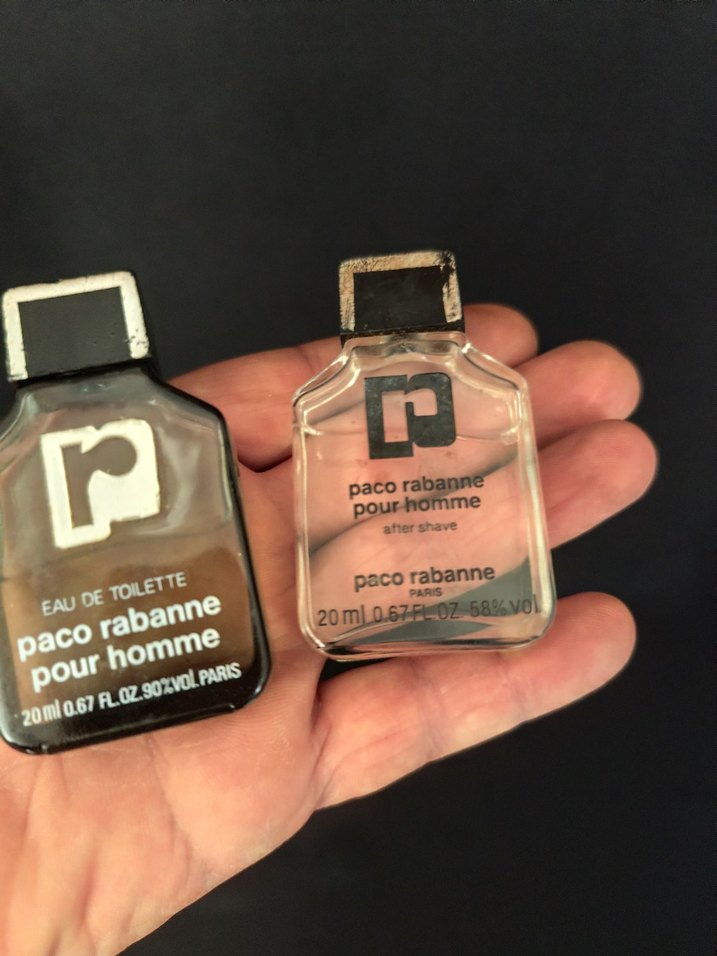 r
EAU DE TOILETTE
paco rabanne
pour homme
20 ml 0.67 FL.OZ.90%VOL.PARIS
r
paco rabanne
pour homme
after shave
paco rabanne
PARIS
20 ml 0.67 FL.OZ 58% vol.